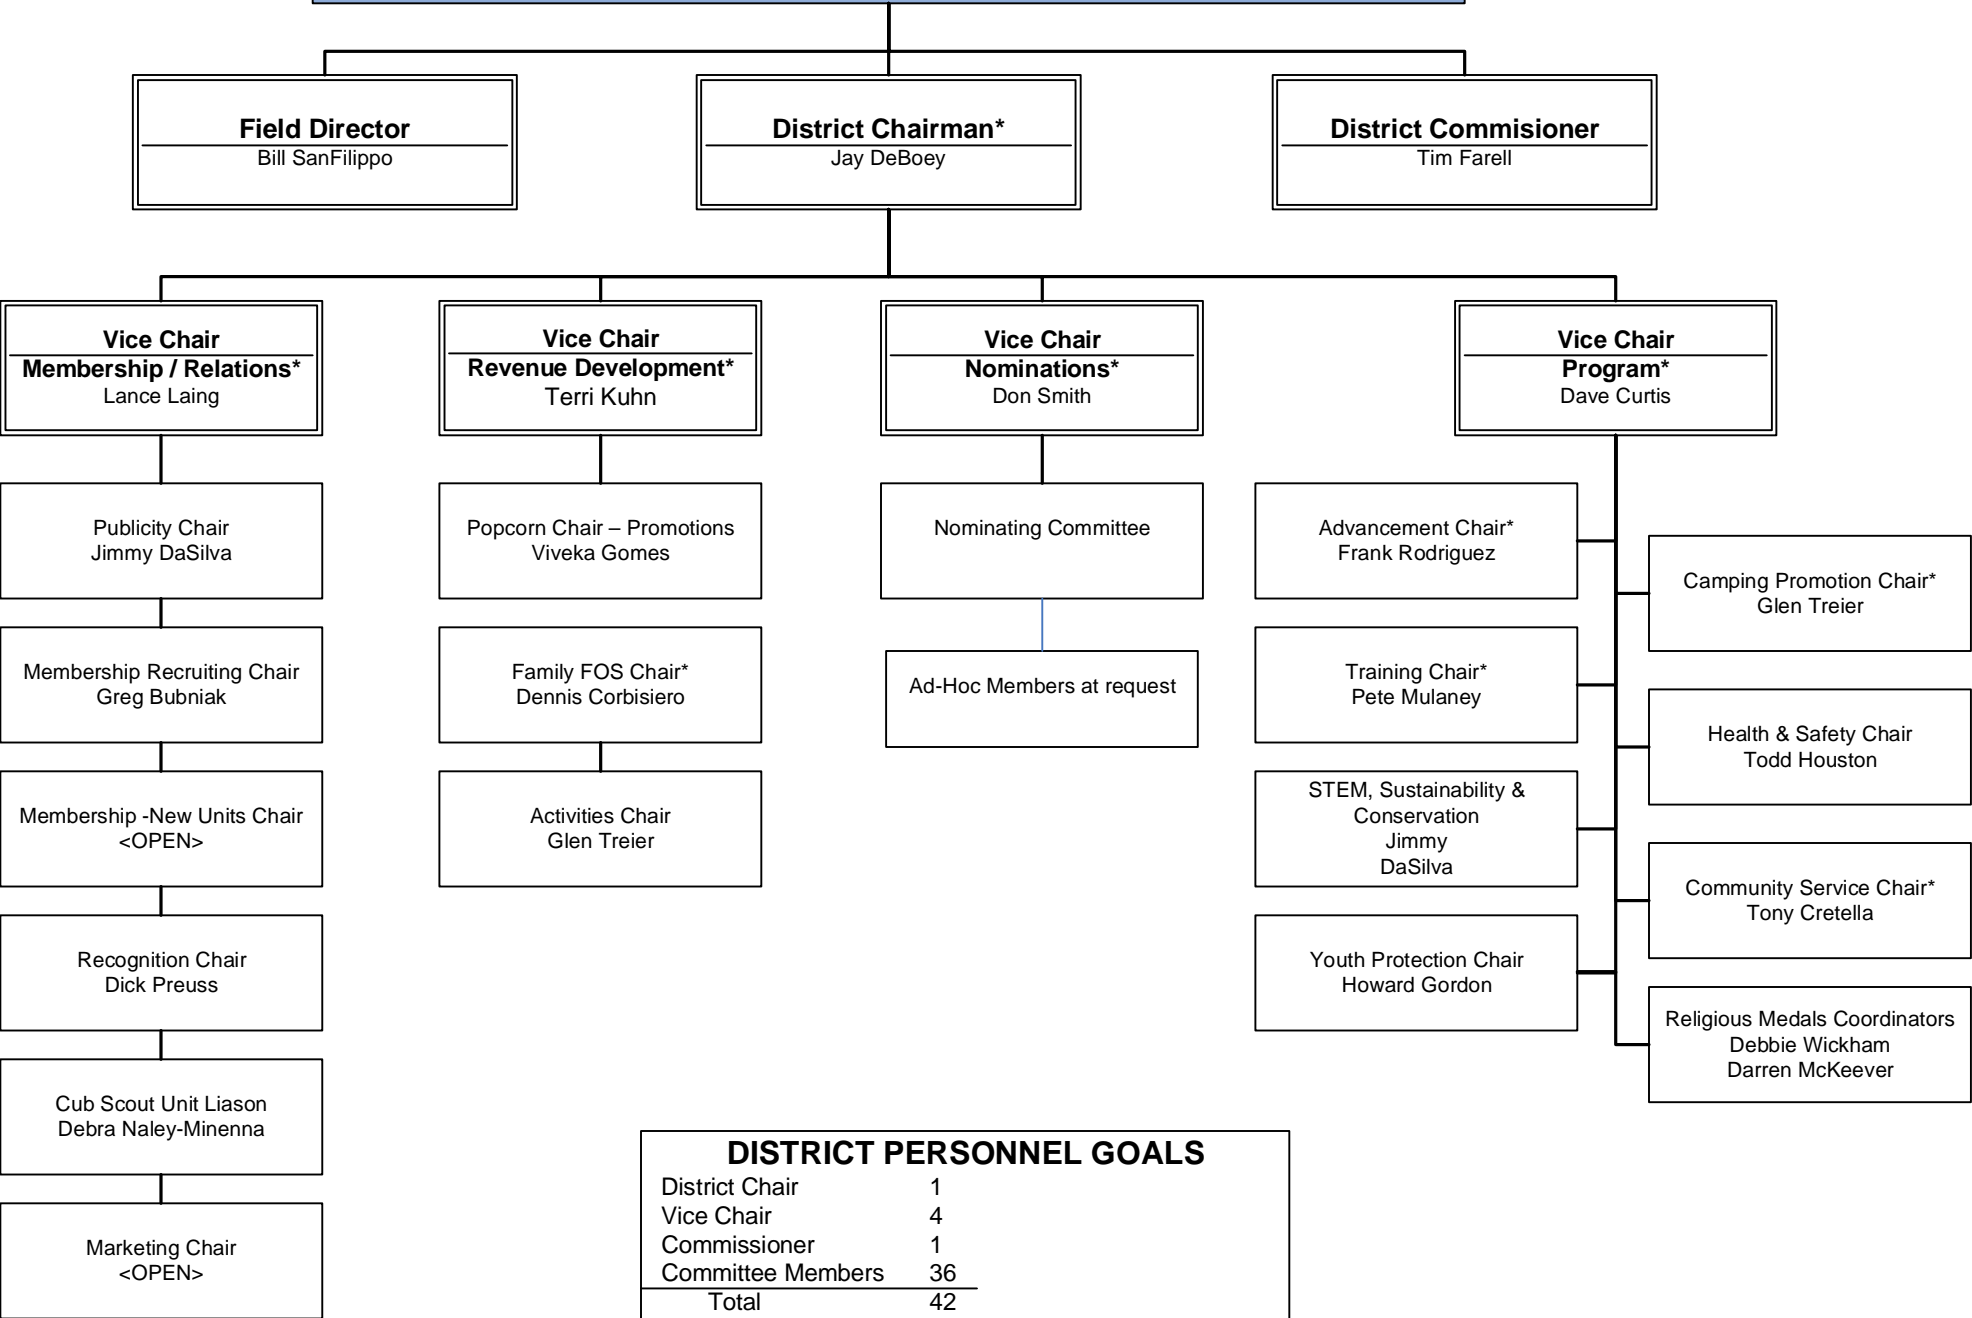 Field Director
Bill SanFilippo
District Chairman*
Jay DeBoey
District Commisioner
Tim Farell
Vice Chair
Membership / Relations*
Lance Laing
Vice Chair
Revenue Development*
Terri Kuhn
Vice Chair
Nominations*
Don Smith
Vice Chair
Program*
Dave Curtis
Publicity Chair
Jimmy DaSilva
Membership Recruiting Chair
Greg Bubniak
Membership -New Units Chair
<OPEN>
Recognition Chair
Dick Preuss
Cub Scout Unit Liason
Debra Naley-Minenna
Marketing Chair
<OPEN>
Popcorn Chair – Promotions
Viveka Gomes
Family FOS Chair*
Dennis Corbisiero
Activities Chair
Glen Treier
Nominating Committee
Ad-Hoc Members at request
Advancement Chair*
Frank Rodriguez
Training Chair*
Pete Mulaney
STEM, Sustainability &
Conservation
Jimmy
DaSilva
Youth Protection Chair
Howard Gordon
Camping Promotion Chair*
Glen Treier
Health & Safety Chair
Todd Houston
Community Service Chair*
Tony Cretella
Religious Medals Coordinators
Debbie Wickham
Darren McKeever
DISTRICT PERSONNEL GOALS
District Chair 1
Vice Chair 4
Commissioner 1
Committee Members 36
Total 42